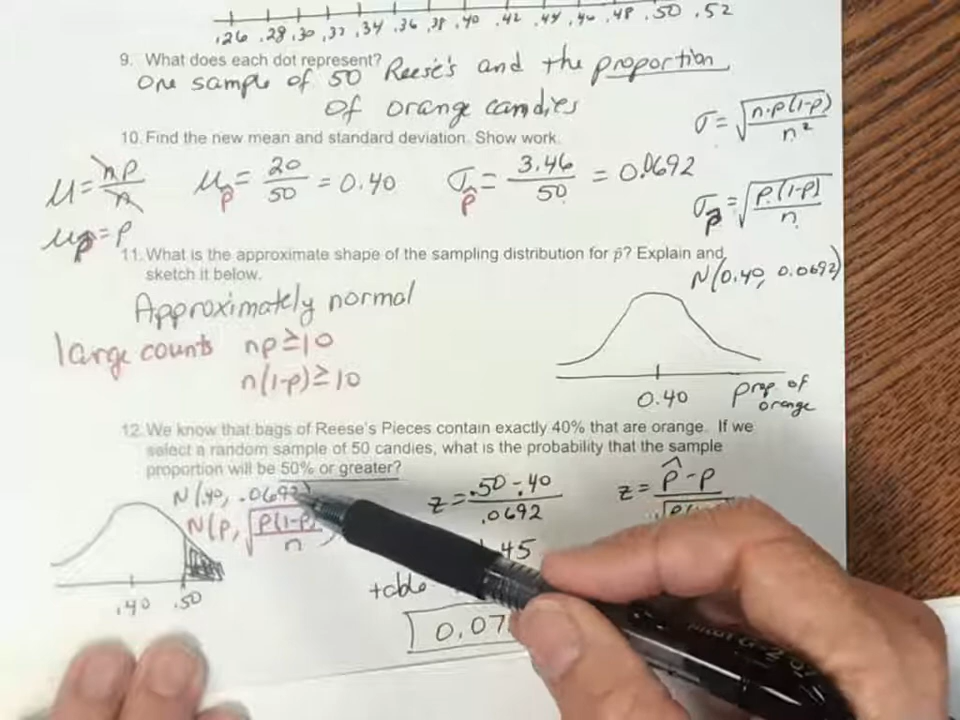 .26 .28 .30 .32 .34 .36 .38 .40 .42 .44 .46 .48 .50 .52
9. What does each dot represent?
One sample of 50 Reese's and the proportion
of orange candies
σ = √n·p(1-p)/n²
10. Find the new mean and standard deviation. Show work.
μ = np/n μp̂ = 20/50 = 0.40 σp̂ = 3.46/50 = 0.0692
σp̂ = √p(1-p)/n
μp̂ = p
11. What is the approximate shape of the sampling distribution for p̂? Explain and
sketch it below.
N(0.40, 0.0692)
Approximately normal
large counts np ≥ 10
n(1-p) ≥ 10
0.40 prop. of
orange
12. We know that bags of Reese's Pieces contain exactly 40% that are orange. If we
select a random sample of 50 candies, what is the probability that the sample
proportion will be 50% or greater?
N(.40, .0692)
z = .50 - .40/.0692 z = p̂ - p
N(p, √p(1-p)/n
.45
table
.40 .50
0.07